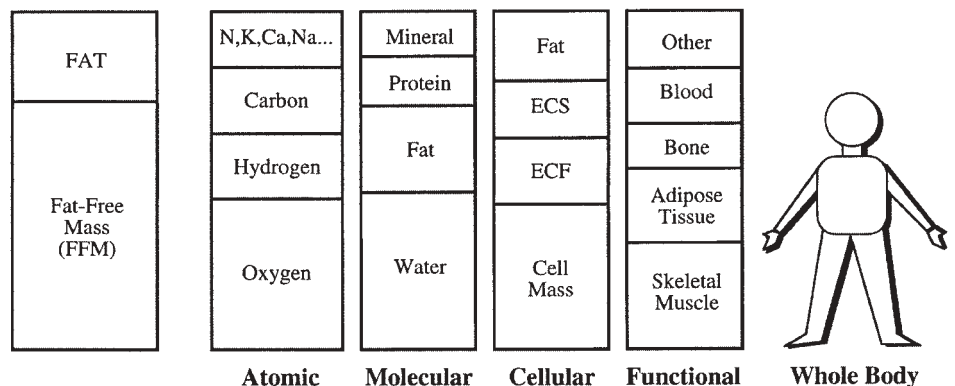 FAT
Fat-Free
Mass
(FFM)
N,K,Ca,Na...
Carbon
Hydrogen
Oxygen
Atomic
Mineral
Protein
Fat
Water
Molecular
Fat
ECS
ECF
Cell
Mass
Cellular
Other
Blood
Bone
Adipose
Tissue
Skeletal
Muscle
Functional
Whole Body